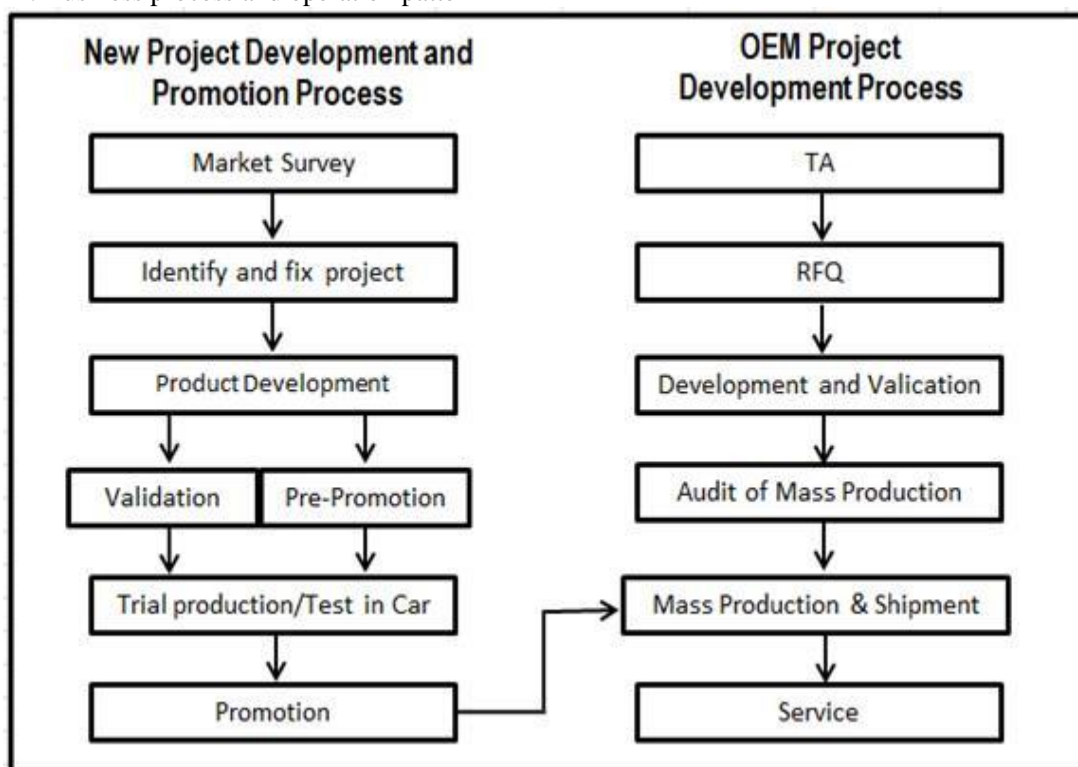 New Project Development and
Promotion Process
Market Survey
Identify and fix project
Product Development
Validation
Pre-Promotion
Trial production/Test in Car
Promotion
OEM Project
Development Process
TA
RFQ
Development and Valication
Audit of Mass Production
Mass Production & Shipment
Service